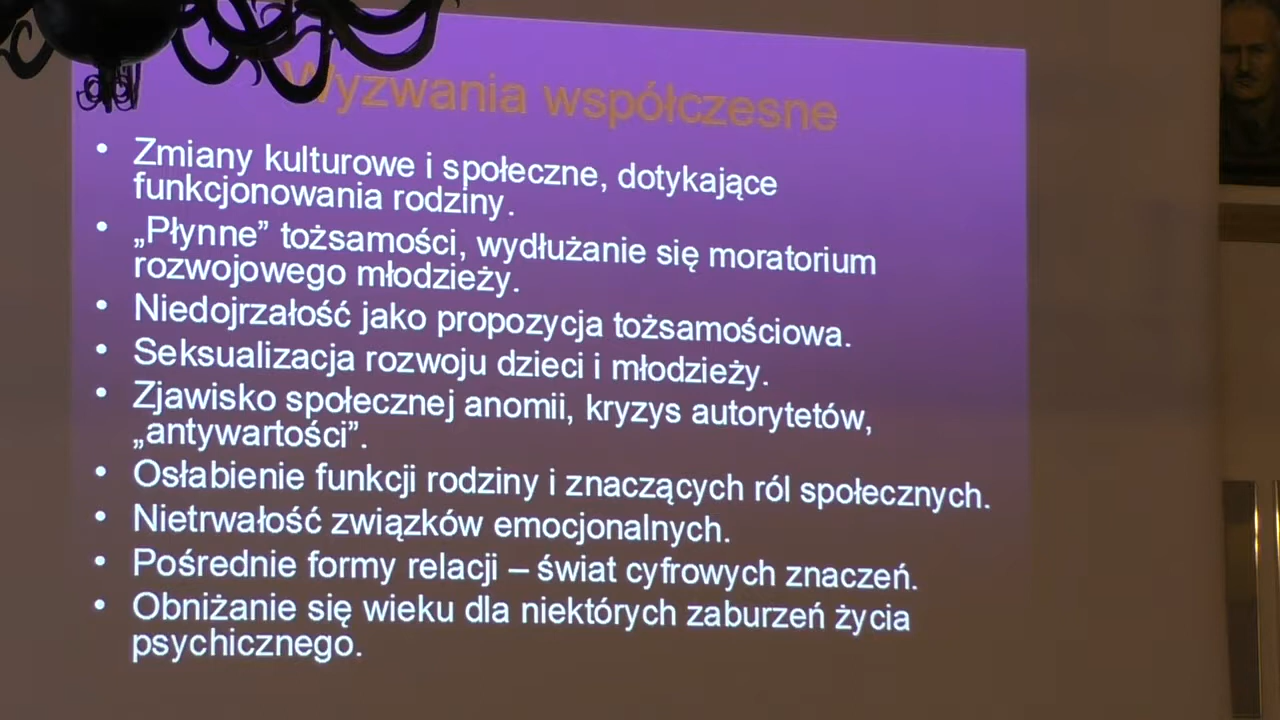 Wyzwania współczesne
• Zmiany kulturowe i społeczne, dotykające
funkcjonowania rodziny.
• „Płynne” tożsamości, wydłużanie się moratorium
rozwojowego młodzieży.
• Niedojrzałość jako propozycja tożsamościowa.
• Seksualizacja rozwoju dzieci i młodzieży.
• Zjawisko społecznej anomii, kryzys autorytetów,
„antywartości”.
• Osłabienie funkcji rodziny i znaczących ról społecznych.
• Nietrwałość związków emocjonalnych.
• Pośrednie formy relacji – świat cyfrowych znaczeń.
• Obniżanie się wieku dla niektórych zaburzeń życia
psychicznego.